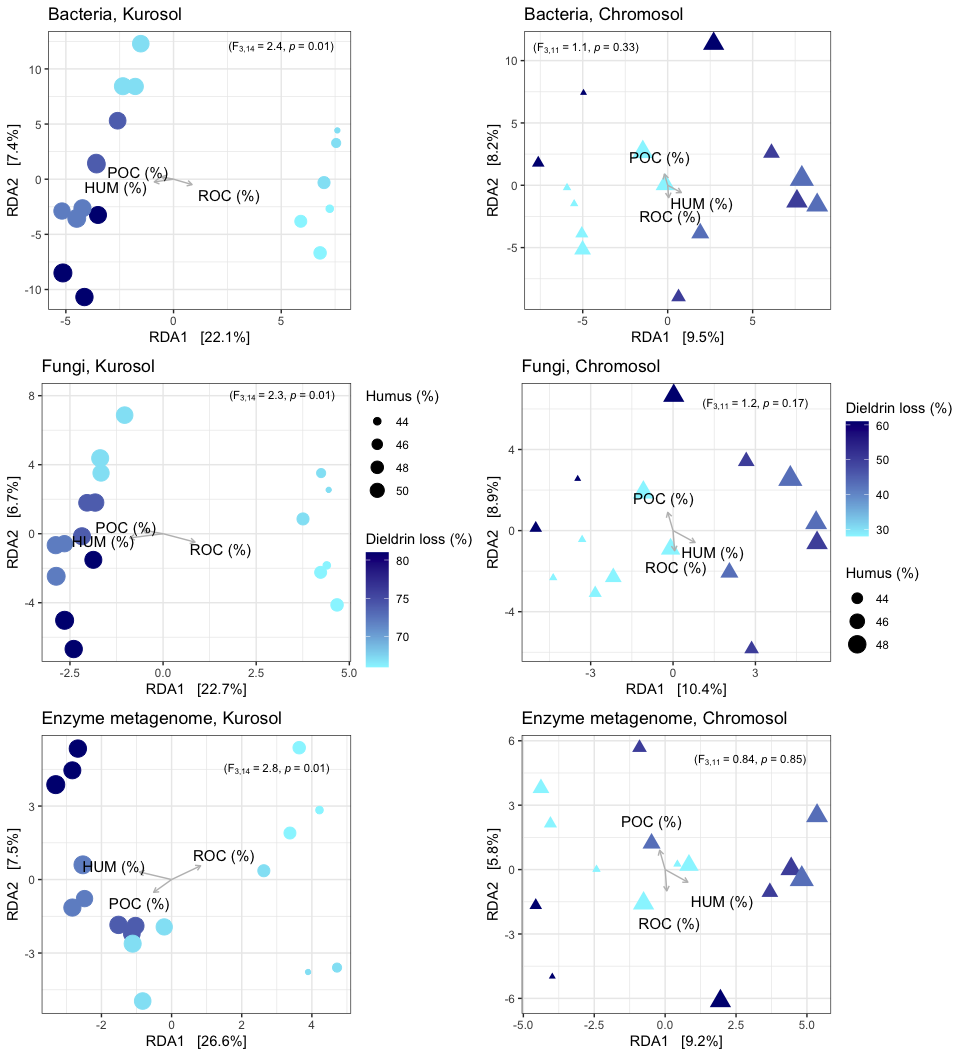 Bacteria, Kurosol
(F3,14 = 2.4, p = 0.01)
10
5
0
-5
-10
RDA2 [7.4%]
POC (%)
HUM (%)
ROC (%)
-5
0
5
RDA1 [22.1%]
Bacteria, Chromosol
(F3,11 = 1.1, p = 0.33)
10
5
0
-5
RDA2 [8.2%]
POC (%)
HUM (%)
ROC (%)
-5
0
5
RDA1 [9.5%]
Fungi, Kurosol
(F3,14 = 2.3, p = 0.01)
8
4
0
-4
RDA2 [6.7%]
POC (%)
HUM (%)
ROC (%)
-2.5
0.0
2.5
5.0
RDA1 [22.7%]
Humus (%)
44
46
48
50
Dieldrin loss (%)
80
75
70
Fungi, Chromosol
(F3,11 = 1.2, p = 0.17)
4
0
-4
RDA2 [8.9%]
POC (%)
HUM (%)
ROC (%)
-3
0
3
RDA1 [10.4%]
Dieldrin loss (%)
60
50
40
30
Humus (%)
44
46
48
Enzyme metagenome, Kurosol
(F3,14 = 2.8, p = 0.01)
3
0
-3
RDA2 [7.5%]
ROC (%)
HUM (%)
POC (%)
-2
0
2
4
RDA1 [26.6%]
Enzyme metagenome, Chromosol
(F3,11 = 0.84, p = 0.85)
6
3
0
-3
-6
RDA2 [5.8%]
POC (%)
HUM (%)
ROC (%)
-5.0
-2.5
0.0
2.5
5.0
RDA1 [9.2%]